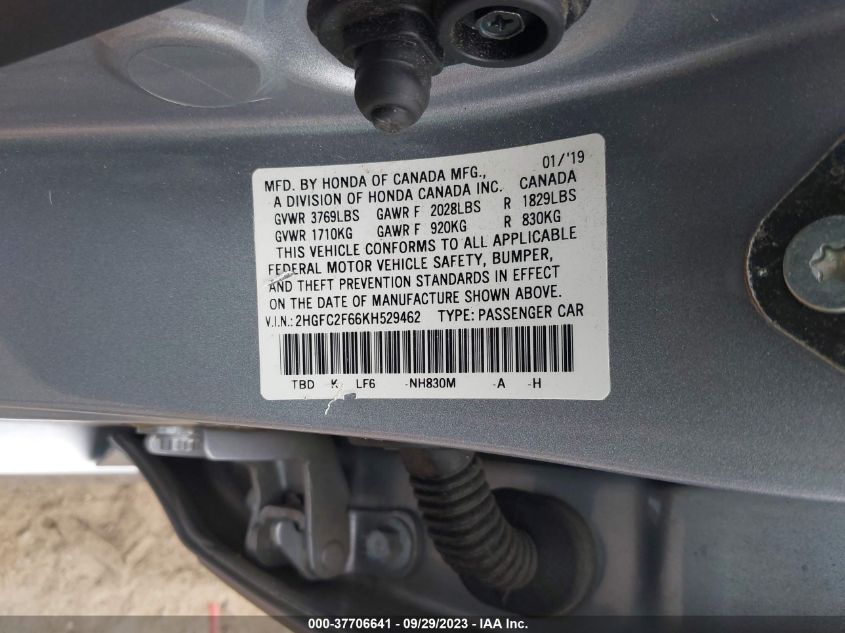 01/'19
MFD. BY HONDA OF CANADA MFG.,
A DIVISION OF HONDA CANADA INC. CANADA
GVWR 3769LBS GAWR F 2028LBS R 1829LBS
GVWR 1710KG GAWR F 920KG R 830KG
THIS VEHICLE CONFORMS TO ALL APPLICABLE
FEDERAL MOTOR VEHICLE SAFETY, BUMPER,
AND THEFT PREVENTION STANDARDS IN EFFECT
ON THE DATE OF MANUFACTURE SHOWN ABOVE.
V.I.N.: 2HGFC2F66KH529462 TYPE: PASSENGER CAR
TBD K LF6 -NH830M -A -H
000-37706641 / 09/29/2023 / IAA Inc.